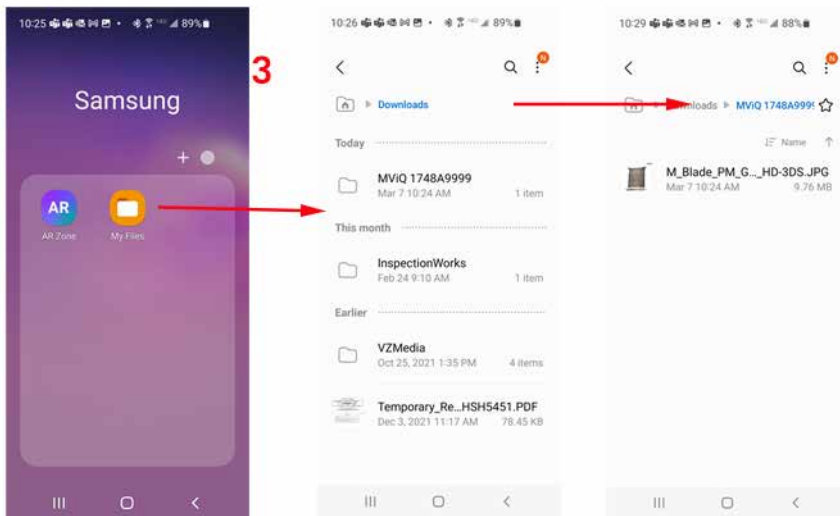 10:25
89%
Samsung
AR
AR Zone
My Files
3
10:26
89%
N
Downloads
Today
MViQ 1748A9999
Mar 7 10:24 AM
1 item
This month
InspectionWorks
Feb 24 9:10 AM
1 item
Earlier
VZMedia
Oct 25, 2021 1:35 PM
4 items
Temporary_Re...HSH5451.PDF
Dec 3, 2021 11:17 AM
78.45 KB
10:29
88%
N
MViQ 1748A9999
Name
M_Blade_PM_G..._HD-3DS.JPG
Mar 7 10:24 AM
9.76 MB